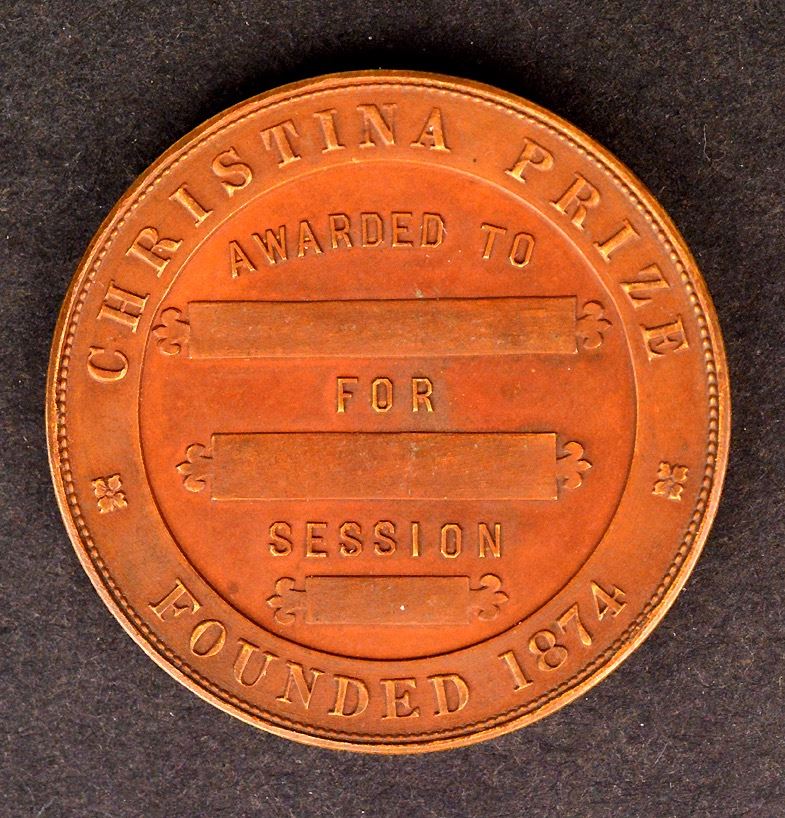 CHRISTINA PRIZE
AWARDED TO
FOR
SESSION
FOUNDED 1874